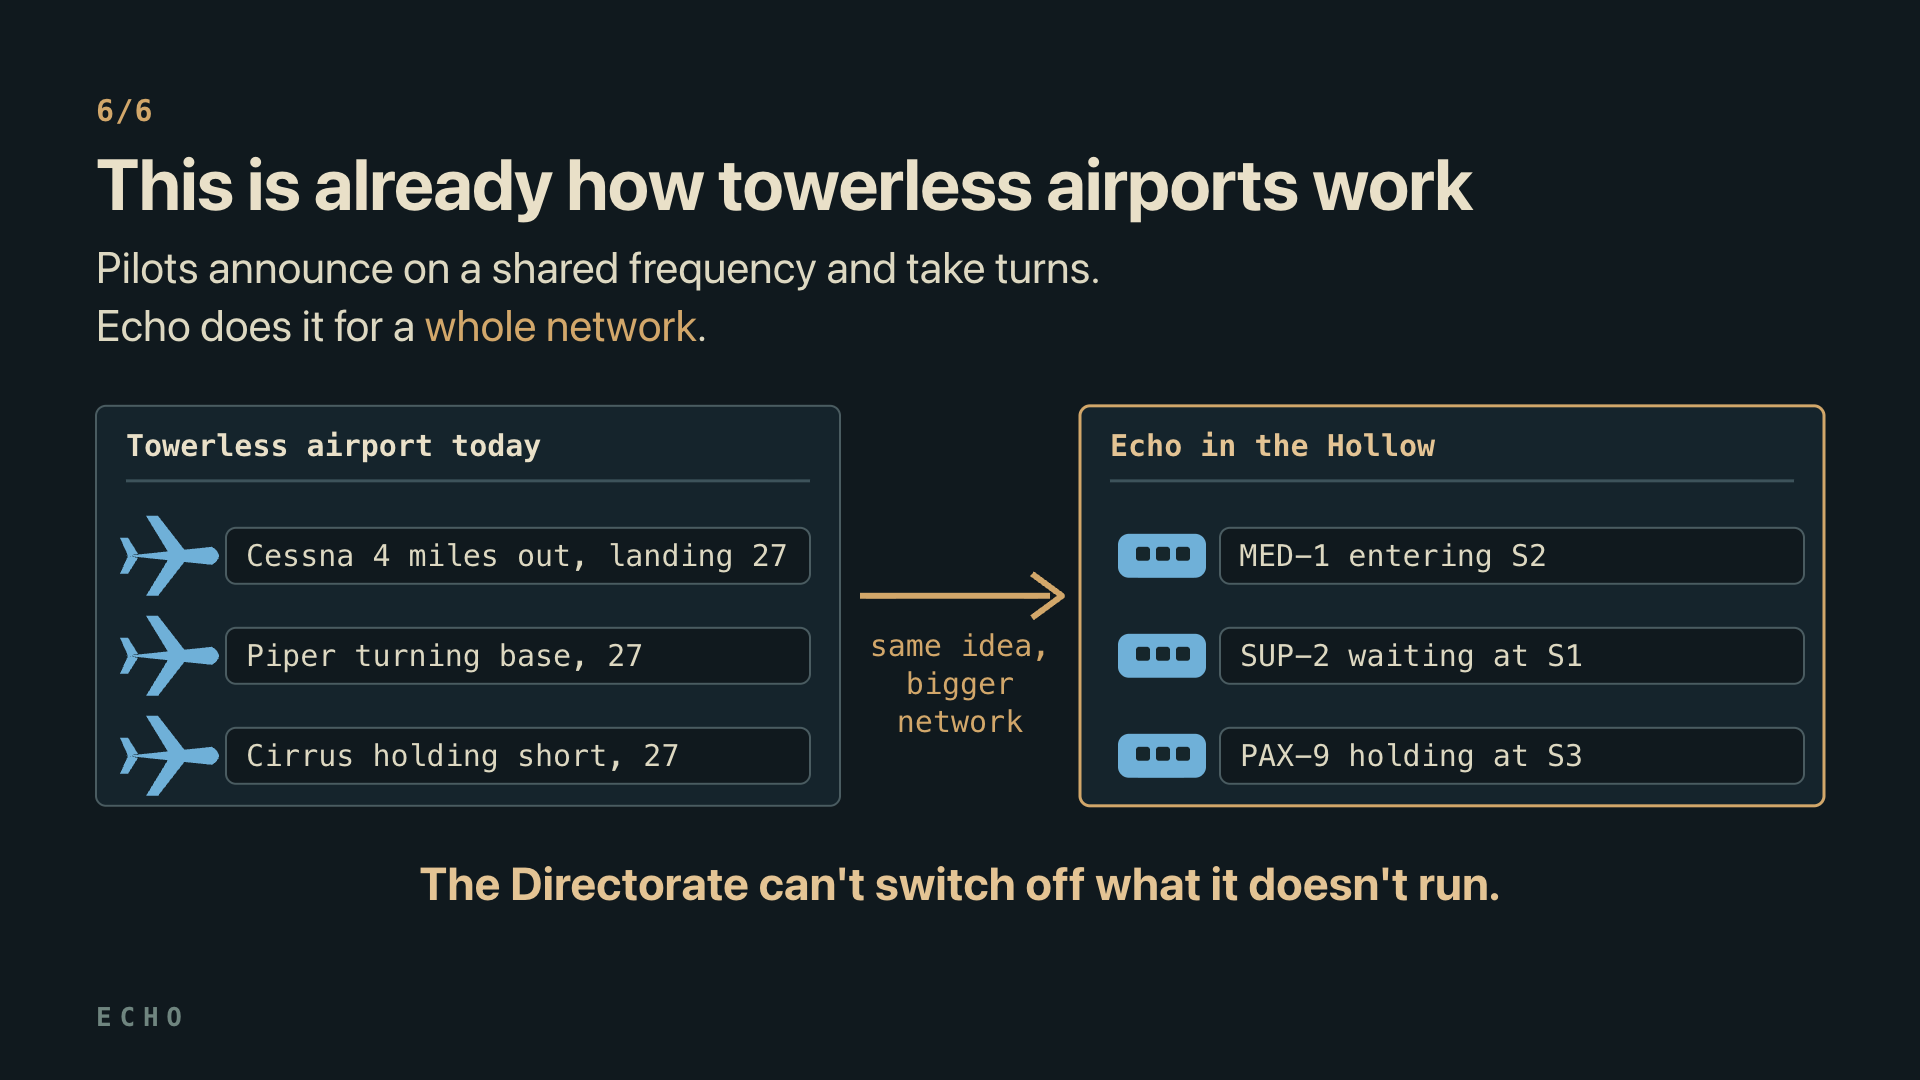 6/6
This is already how towerless airports work
Pilots announce on a shared frequency and take turns.
Echo does it for a whole network.
Towerless airport today
Cessna 4 miles out, landing 27
Piper turning base, 27
Cirrus holding short, 27
same idea,
bigger
network
Echo in the Hollow
MED–1 entering S2
SUP–2 waiting at S1
PAX–9 holding at S3
The Directorate can't switch off what it doesn't run.
ECHO